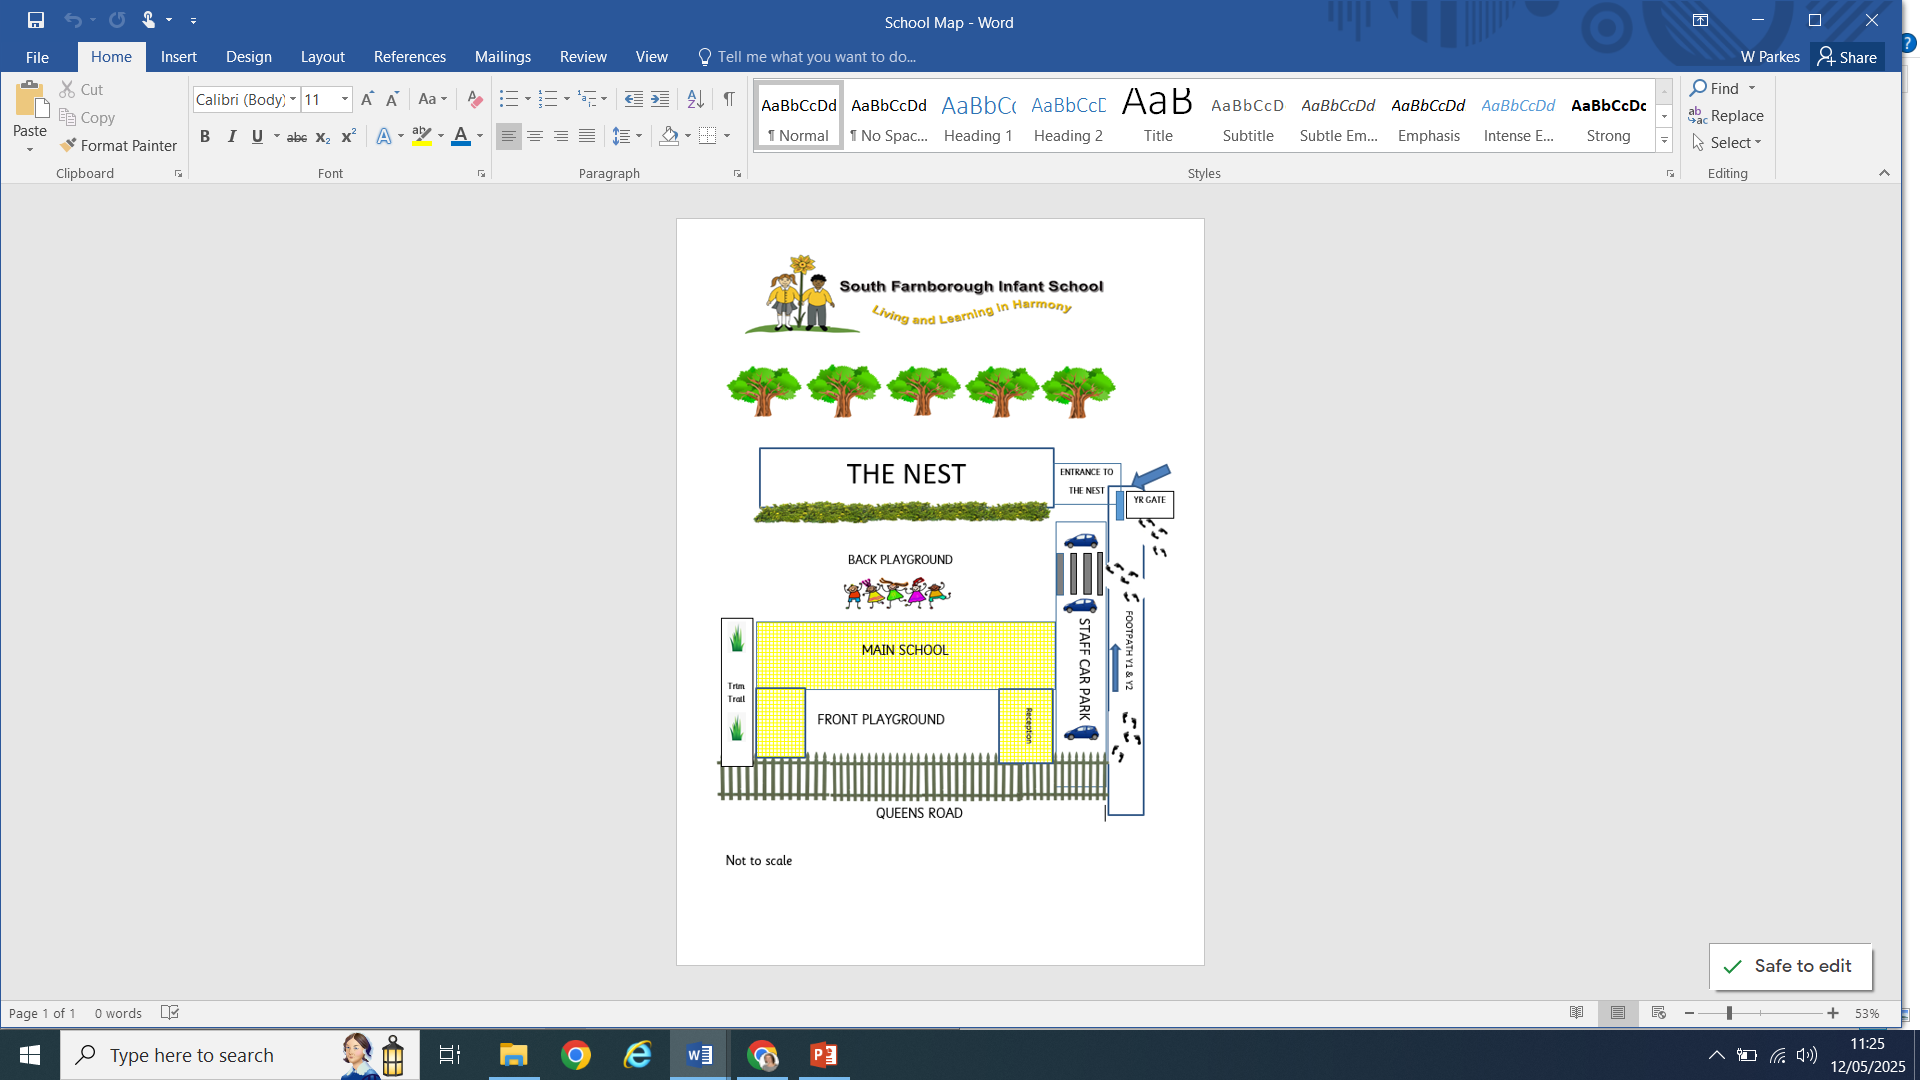 School Map - Word
File
Home
Insert
Design
Layout
References
Mailings
Review
View
Tell me what you want to do...
W Parkes
Share
Paste
Cut
Copy
Format Painter
Clipboard
Calibri (Body)
11
Font
Paragraph
AaBbCcDd
¶ Normal
AaBbCcDd
¶ No Spac...
AaBbCc
Heading 1
AaBbCcD
Heading 2
AaB
Title
AaBbCcD
Subtitle
AaBbCcDd
Subtle Em...
AaBbCcDd
Emphasis
AaBbCcDd
Intense E...
AaBbCcDc
Strong
Styles
Find
Replace
Select
Editing
South Farnborough Infant School
Living and Learning in Harmony
THE NEST
ENTRANCE TO
THE NEST
YR GATE
BACK PLAYGROUND
MAIN SCHOOL
Trim
Trail
FRONT PLAYGROUND
Reception
STAFF CAR PARK
FOOTPATH Y1 & Y2
QUEENS ROAD
Not to scale
Safe to edit
Page 1 of 1
0 words
53%
Type here to search
11:25
12/05/2025